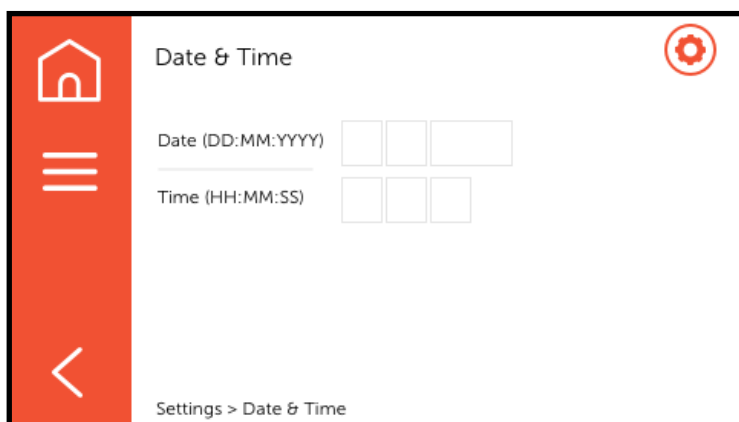 Date & Time
Date (DD:MM:YYYY)
Time (HH:MM:SS)
Settings > Date & Time